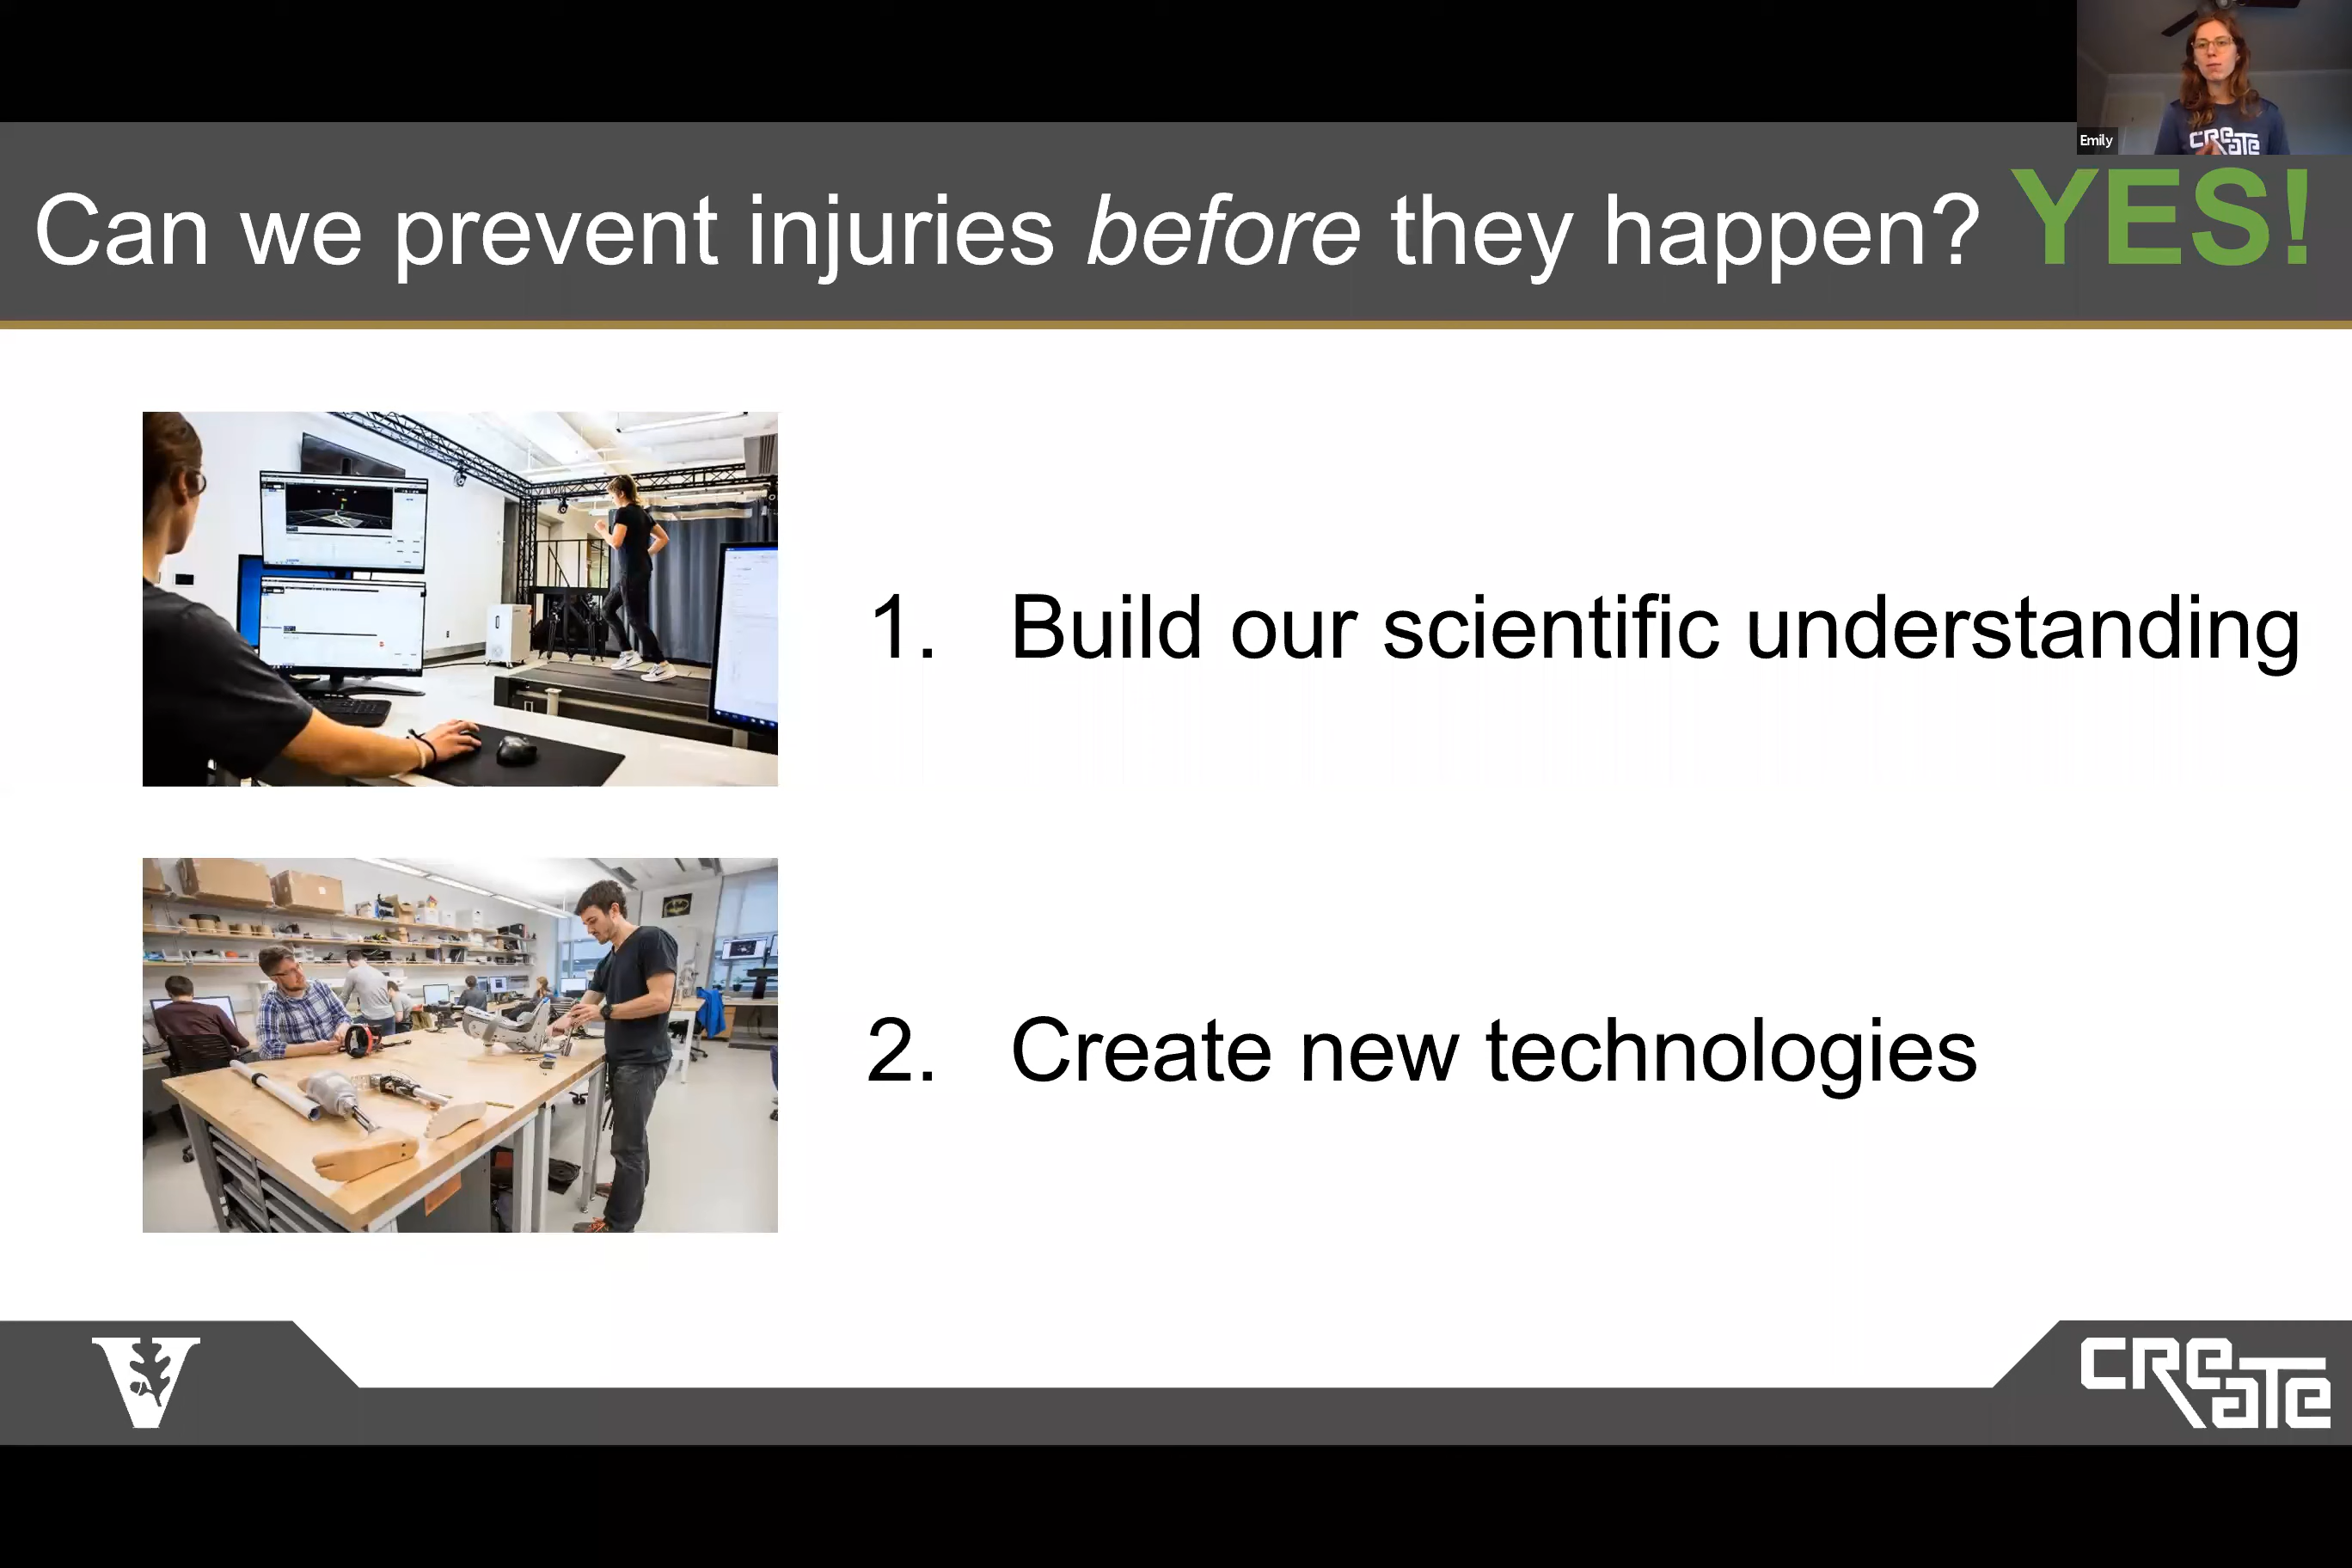 Emily
CREATE
Can we prevent injuries before they happen? YES!
1. Build our scientific understanding
2. Create new technologies
V
CREATE